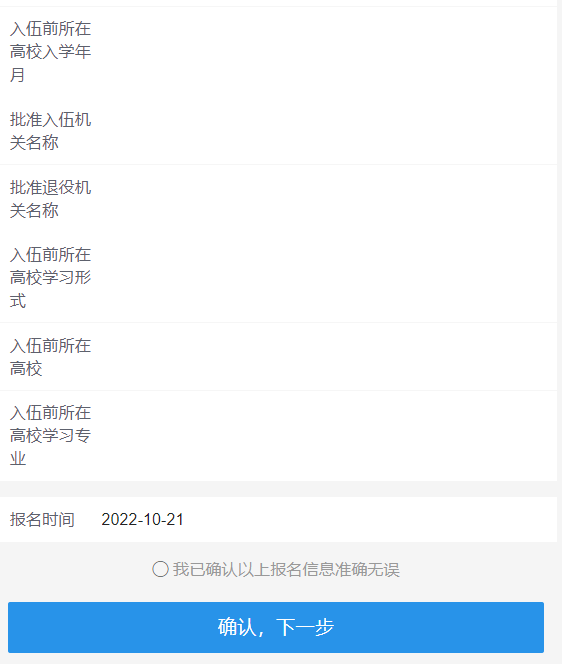 入伍前所在
高校入学年
月
批准入伍机
关名称
批准退役机
关名称
入伍前所在
高校学习形
式
入伍前所在
高校
入伍前所在
高校学习专
业
报名时间 2022-10-21
我已确认以上报名信息准确无误
确认，下一步